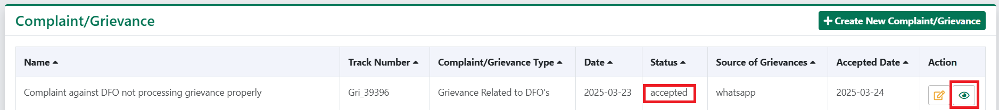 Complaint/Grievance
Create New Complaint/Grievance
Name Track Number Complaint/Grievance Type Date Status Source of Grievances Accepted Date Action
Complaint against DFO not processing grievance properly Gri_39396 Grievance Related to DFO's 2025-03-23 accepted whatsapp 2025-03-24